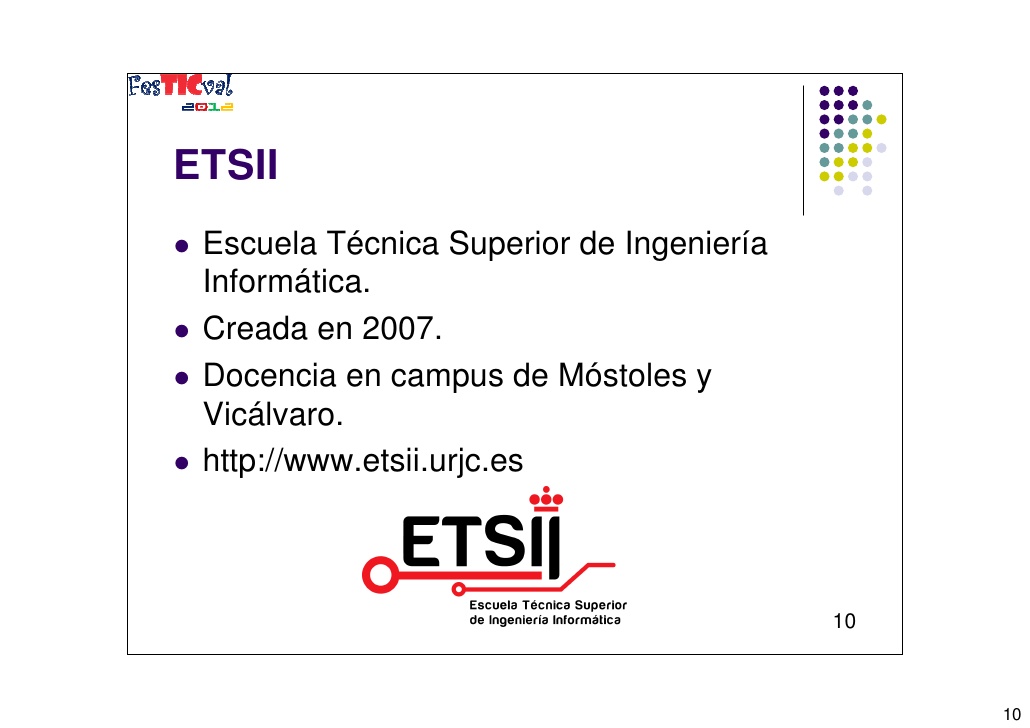 FesTICval
2012
ETSII
● Escuela Técnica Superior de Ingeniería
Informática.
● Creada en 2007.
● Docencia en campus de Móstoles y
Vicálvaro.
● http://www.etsii.urjc.es
ETSII
Escuela Técnica Superior
de Ingeniería Informática
10
10